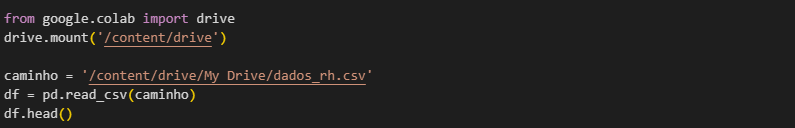 from google.colab import drive
drive.mount('/content/drive')
caminho = '/content/drive/My Drive/dados_rh.csv'
df = pd.read_csv(caminho)
df.head()